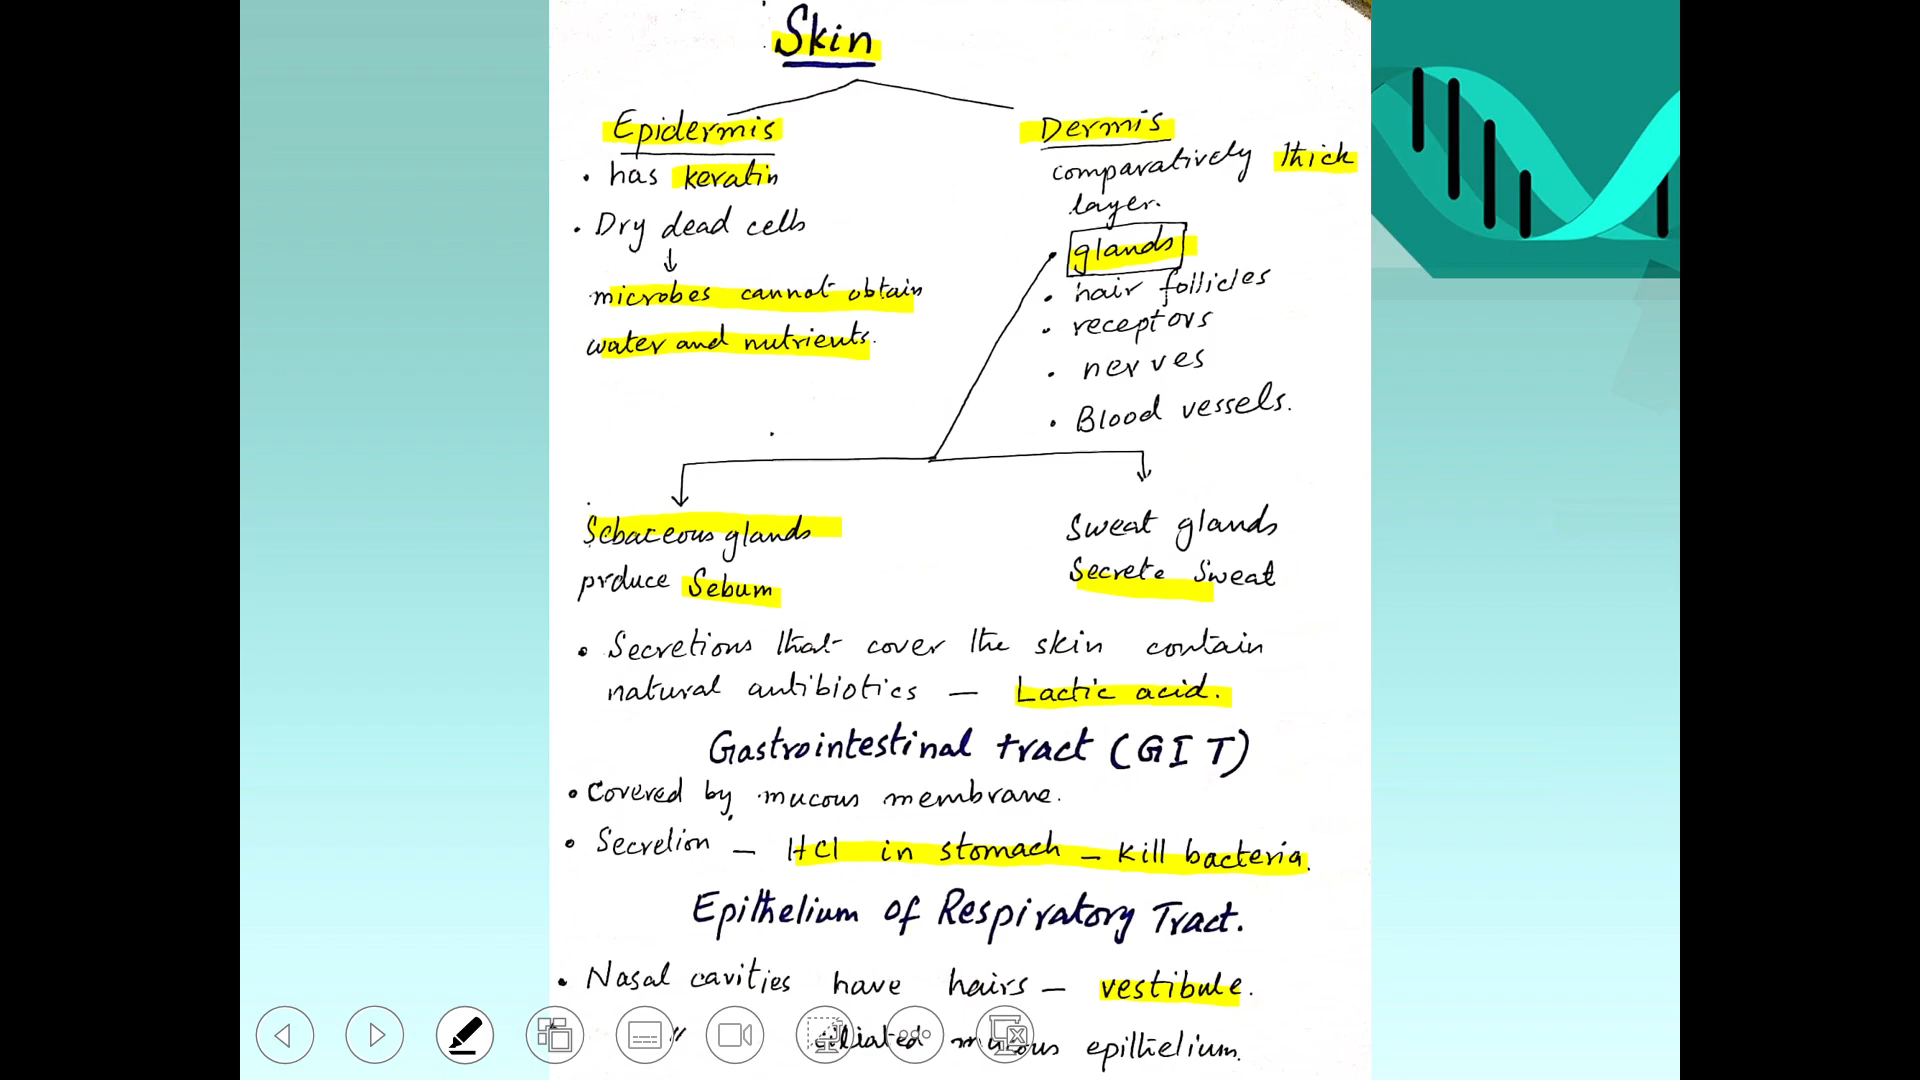 Skin
Epidermis
• has keratin
• Dry dead cells
↓
microbes cannot obtain
water and nutrients.
Dermis
comparatively thick
layer.
• glands
• hair follicles
• receptors
• nerves
• Blood vessels.
Sebaceous glands
prduce Sebum
Sweat glands
Secrete Sweat
• Secretions that cover the skin contain
natural antibiotics — Lactic acid.
Gastrointestinal tract (GIT)
• Covered by mucous membrane.
• Secretion — HCl in stomach — kill bacteria.
Epithelium of Respiratory Tract.
• Nasal cavities have hairs — vestibule.
" ciliated mucous epithelium.